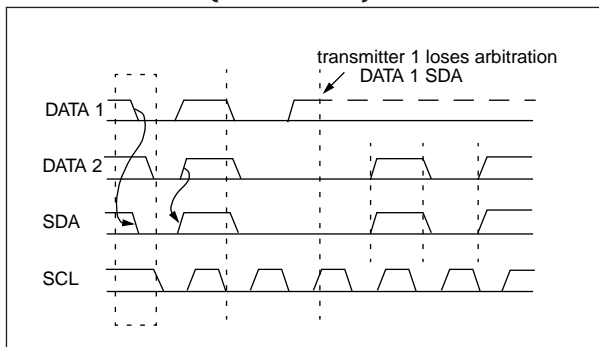 transmitter 1 loses arbitration
DATA 1 SDA
DATA 1
DATA 2
SDA
SCL